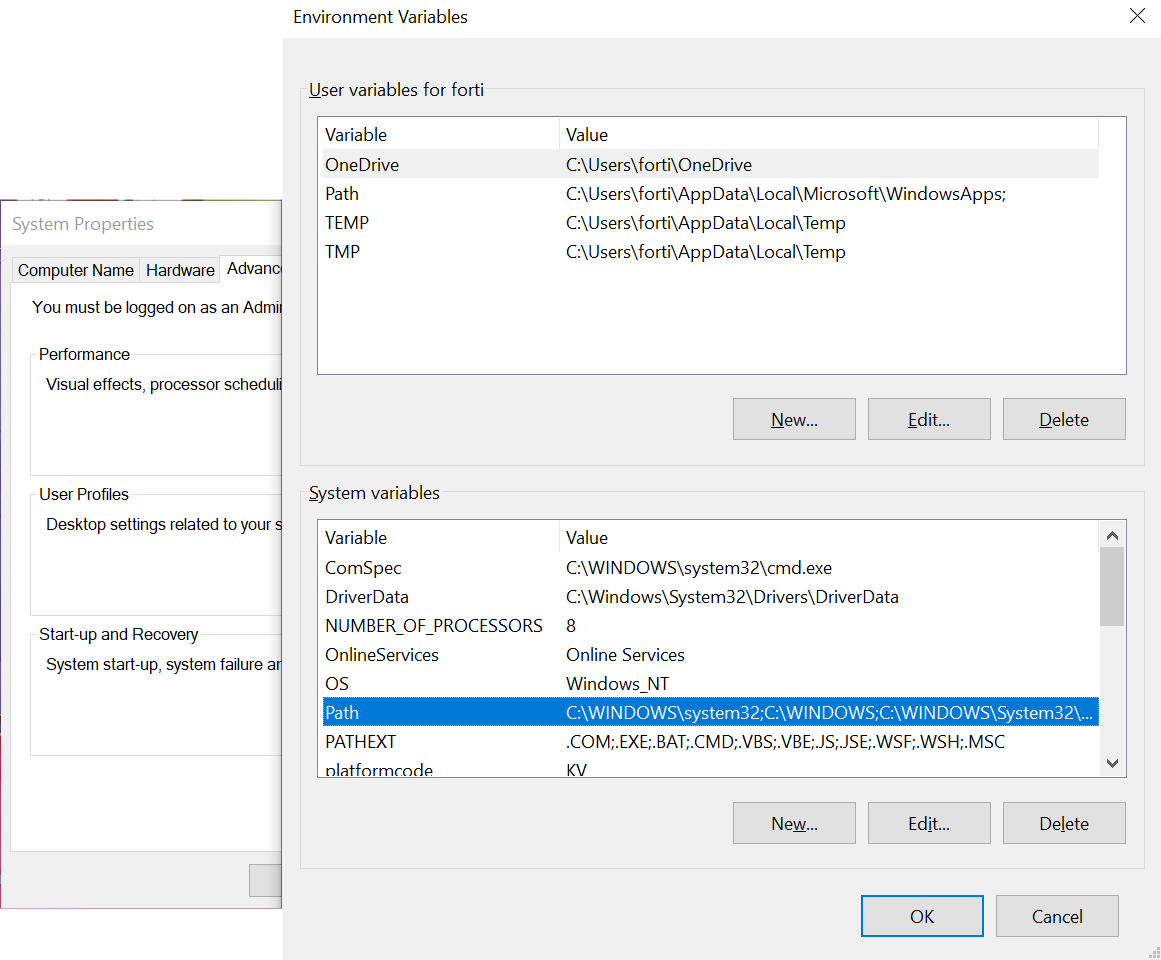 Environment Variables
User variables for forti
Variable Value
OneDrive C:\Users\forti\OneDrive
Path C:\Users\forti\AppData\Local\Microsoft\WindowsApps;
TEMP C:\Users\forti\AppData\Local\Temp
TMP C:\Users\forti\AppData\Local\Temp
New... Edit... Delete
System variables
Variable Value
ComSpec C:\WINDOWS\system32\cmd.exe
DriverData C:\Windows\System32\Drivers\DriverData
NUMBER_OF_PROCESSORS 8
OnlineServices Online Services
OS Windows_NT
Path C:\WINDOWS\system32;C:\WINDOWS;C:\WINDOWS\System32\...
PATHEXT .COM;.EXE;.BAT;.CMD;.VBS;.VBE;.JS;.JSE;.WSF;.WSH;.MSC
platformcode KV
New... Edit... Delete
OK Cancel
System Properties
Computer Name Hardware Advanc
You must be logged on as an Admi
Performance
Visual effects, processor scheduli
User Profiles
Desktop settings related to your s
Start-up and Recovery
System start-up, system failure ar